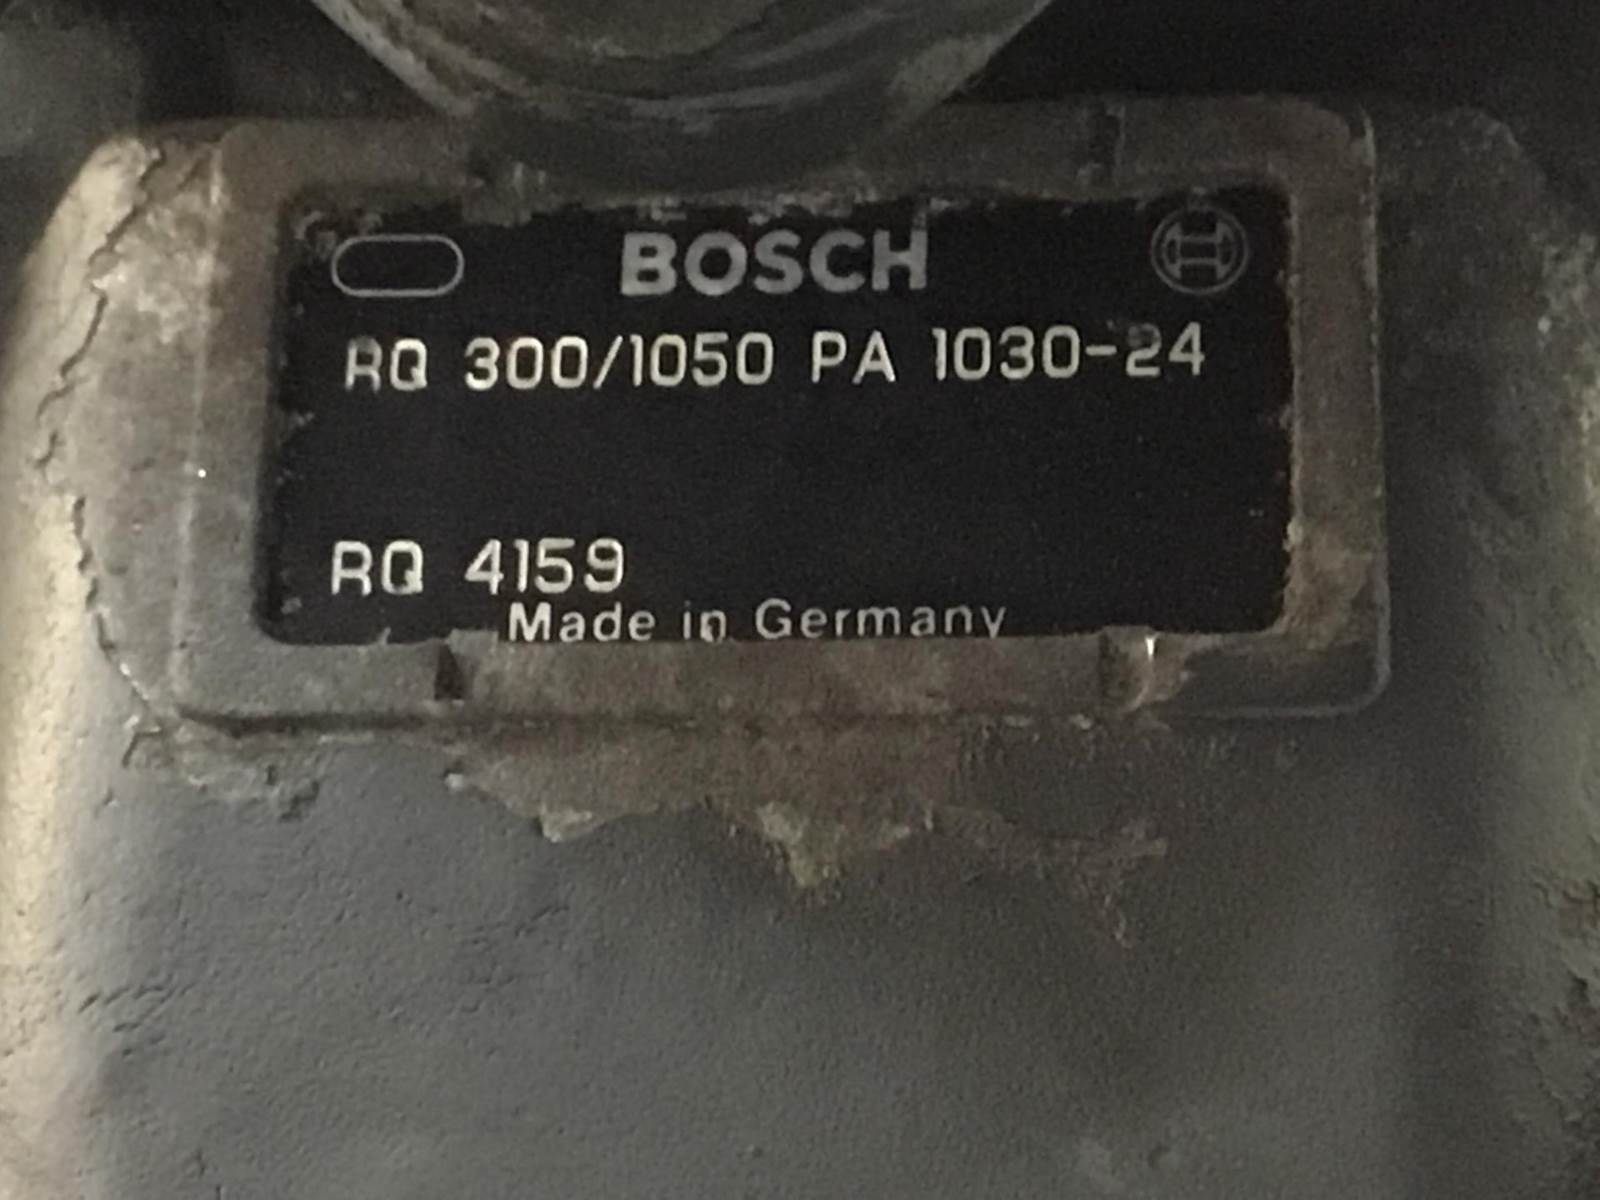 BOSCH
RQ 300/1050 PA 1030-24
RQ 4159
Made in Germany